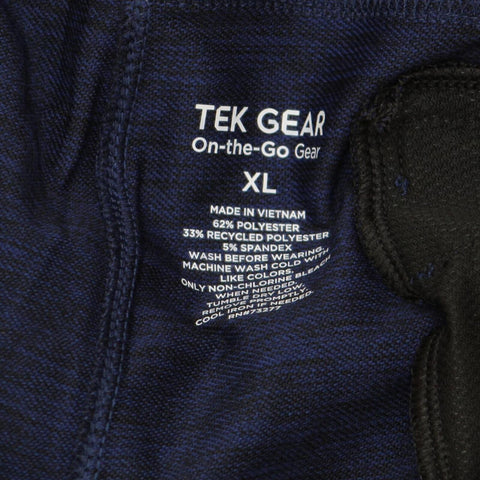 TEK GEAR
On-the-Go Gear
XL
MADE IN VIETNAM
62% POLYESTER
33% RECYCLED POLYESTER
5% SPANDEX
WASH BEFORE WEARING.
MACHINE WASH COLD WITH
LIKE COLORS.
ONLY NON-CHLORINE BLEACH
WHEN NEEDED.
TUMBLE DRY LOW.
REMOVE PROMPTLY.
COOL IRON IF NEEDED.
RN#73277